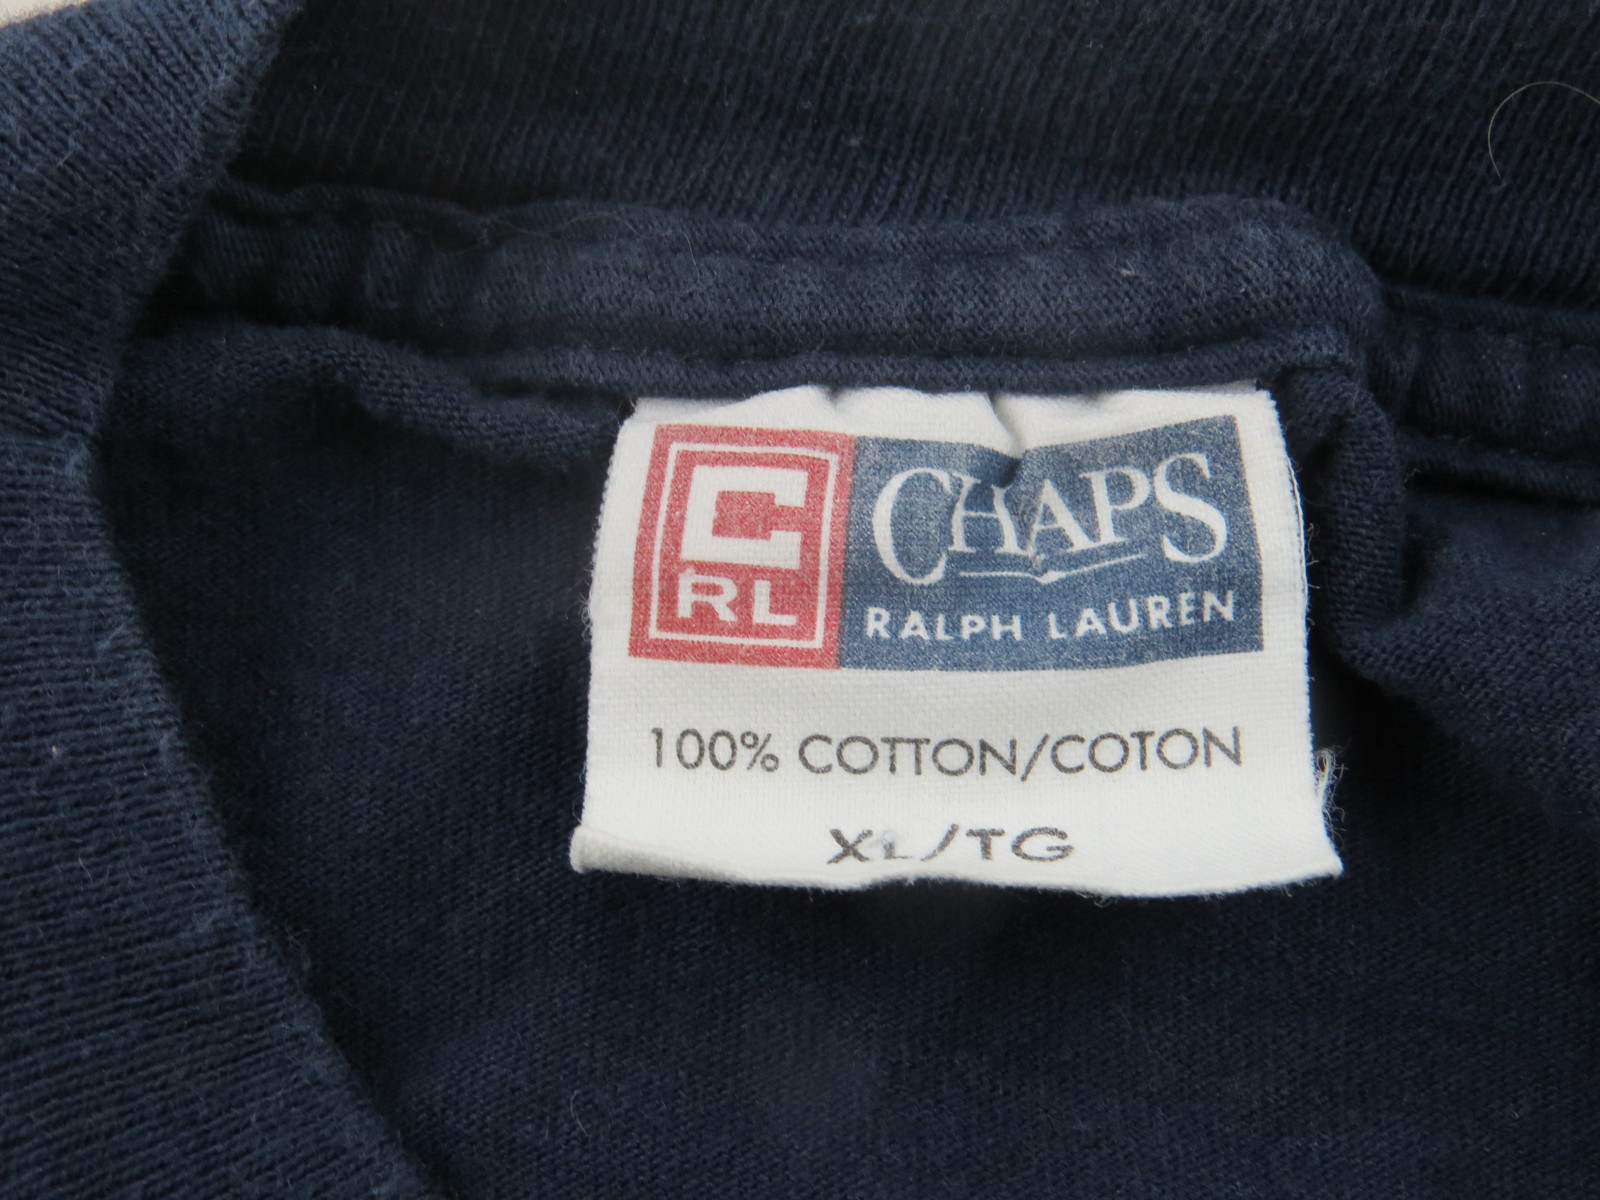 C
RL
CHAPS
RALPH LAUREN
100% COTTON/COTON
XL/TG